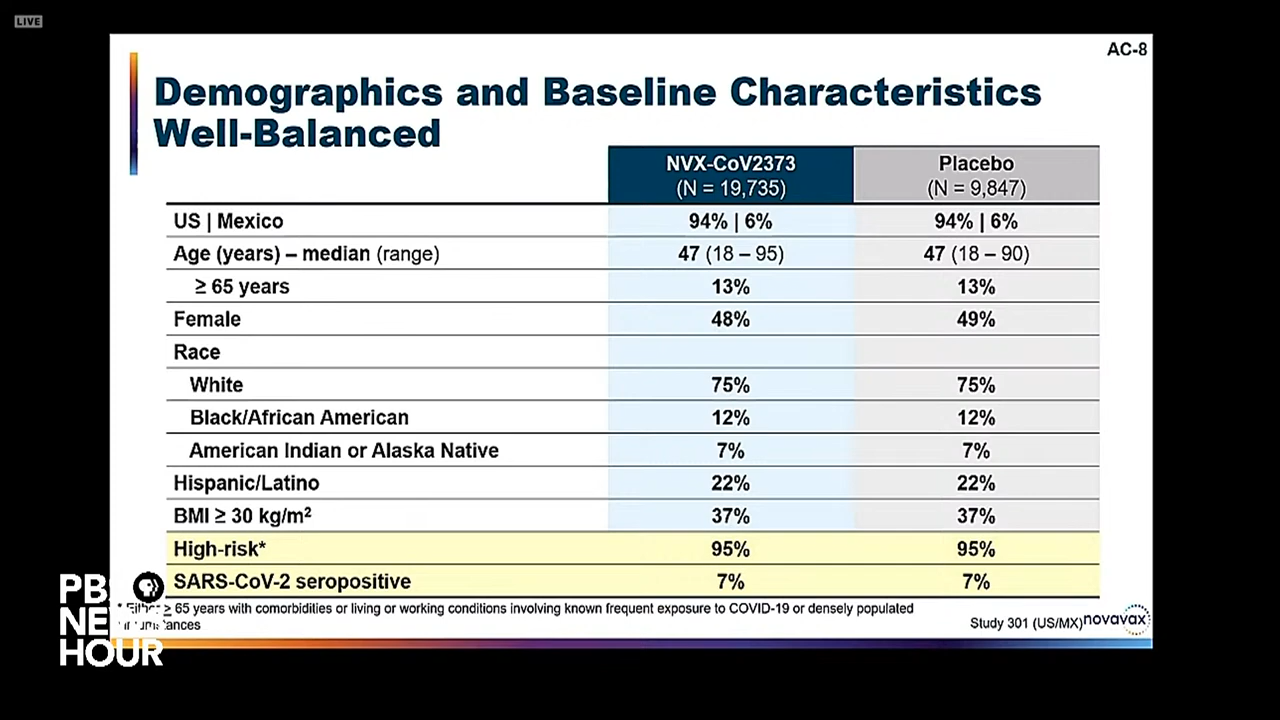 LIVE
AC-8
Demographics and Baseline Characteristics
Well-Balanced
NVX-CoV2373 Placebo
(N = 19,735) (N = 9,847)
US | Mexico 94% | 6% 94% | 6%
Age (years) – median (range) 47 (18 – 95) 47 (18 – 90)
≥ 65 years 13% 13%
Female 48% 49%
Race
White 75% 75%
Black/African American 12% 12%
American Indian or Alaska Native 7% 7%
Hispanic/Latino 22% 22%
BMI ≥ 30 kg/m² 37% 37%
High-risk* 95% 95%
SARS-CoV-2 seropositive 7% 7%
* Either ≥ 65 years with comorbidities or living or working conditions involving known frequent exposure to COVID-19 or densely populated
Study 301 (US/MX) novavax
PBS
NEWS
HOUR